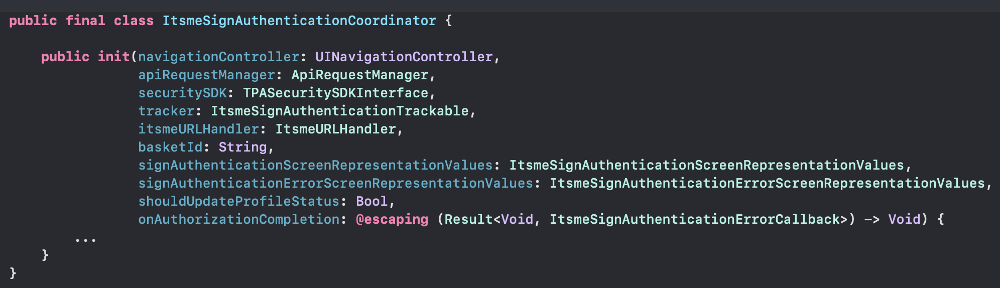 public final class ItsmeSignAuthenticationCoordinator {
public init(navigationController: UINavigationController,
apiRequestManager: ApiRequestManager,
securitySDK: TPASecuritySDKInterface,
tracker: ItsmeSignAuthenticationTrackable,
itsmeURLHandler: ItsmeURLHandler,
basketId: String,
signAuthenticationScreenRepresentationValues: ItsmeSignAuthenticationScreenRepresentationValues,
signAuthenticationErrorScreenRepresentationValues: ItsmeSignAuthenticationErrorScreenRepresentationValues,
shouldUpdateProfileStatus: Bool,
onAuthorizationCompletion: @escaping (Result<Void, ItsmeSignAuthenticationErrorCallback>) -> Void) {
...
}
}